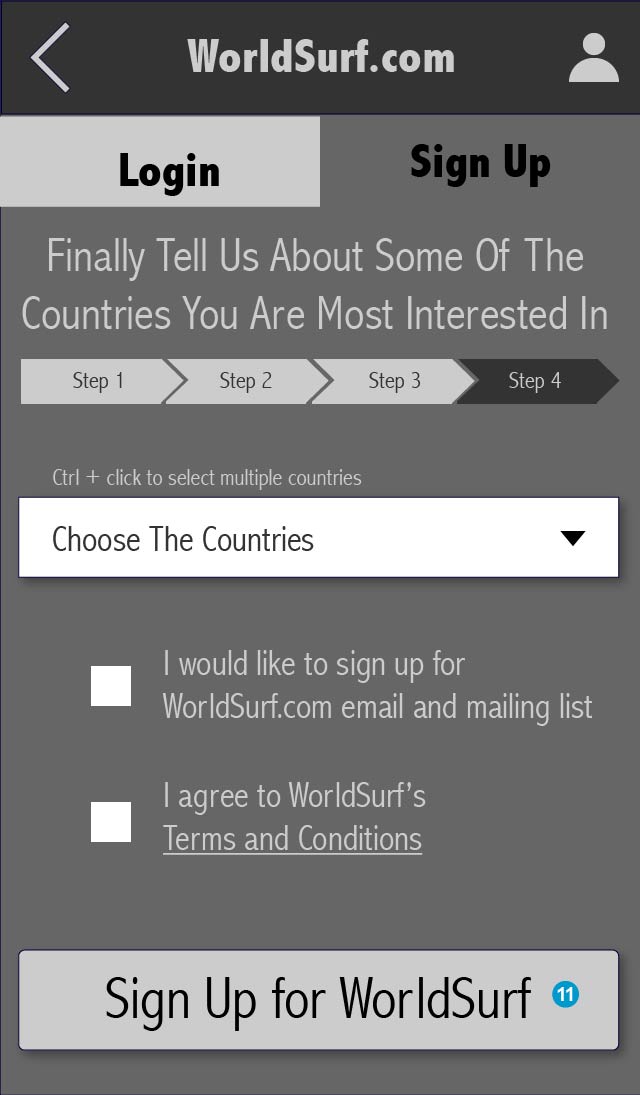 WorldSurf.com
Login
Sign Up
Finally Tell Us About Some Of The
Countries You Are Most Interested In
Step 1
Step 2
Step 3
Step 4
Ctrl + click to select multiple countries
Choose The Countries
I would like to sign up for
WorldSurf.com email and mailing list
I agree to WorldSurf's
Terms and Conditions
Sign Up for WorldSurf 11